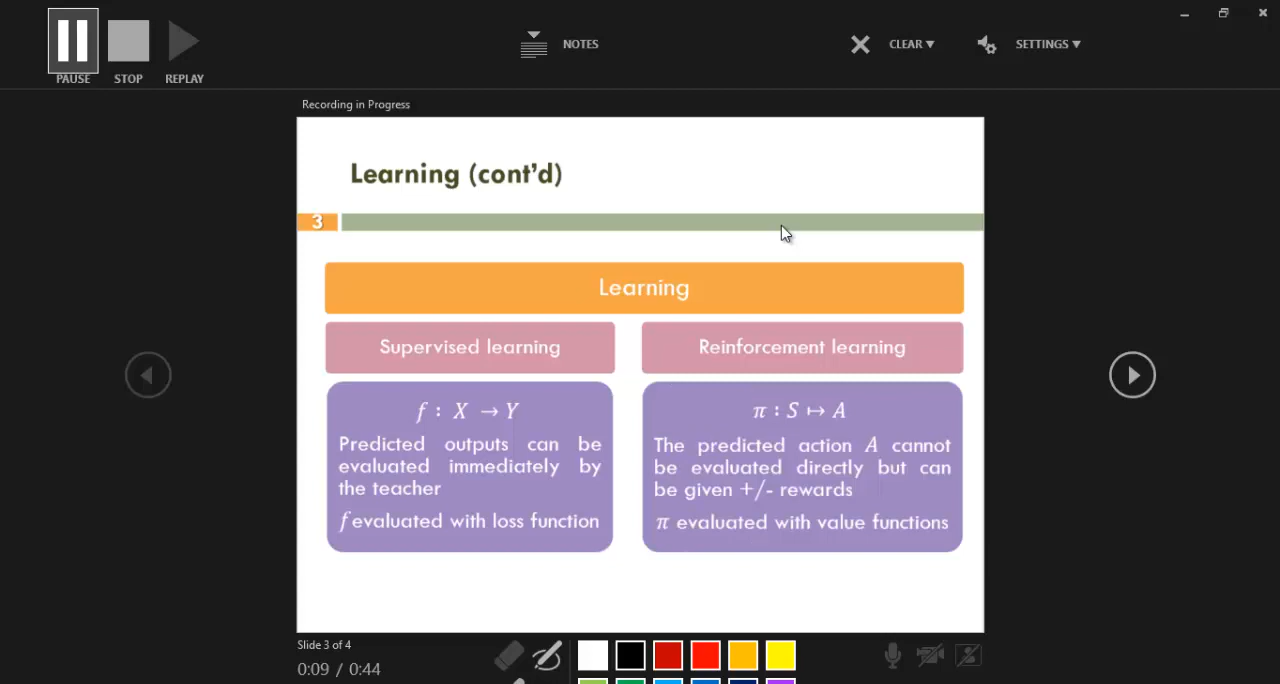 PAUSE STOP REPLAY
NOTES
CLEAR
SETTINGS
Recording in Progress
Learning (cont'd)
3
Learning
Supervised learning
f : X → Y
Predicted outputs can be
evaluated immediately by
the teacher
f evaluated with loss function
Reinforcement learning
π : S ↦ A
The predicted action A cannot
be evaluated directly but can
be given +/- rewards
π evaluated with value functions
Slide 3 of 4
0:09 / 0:44